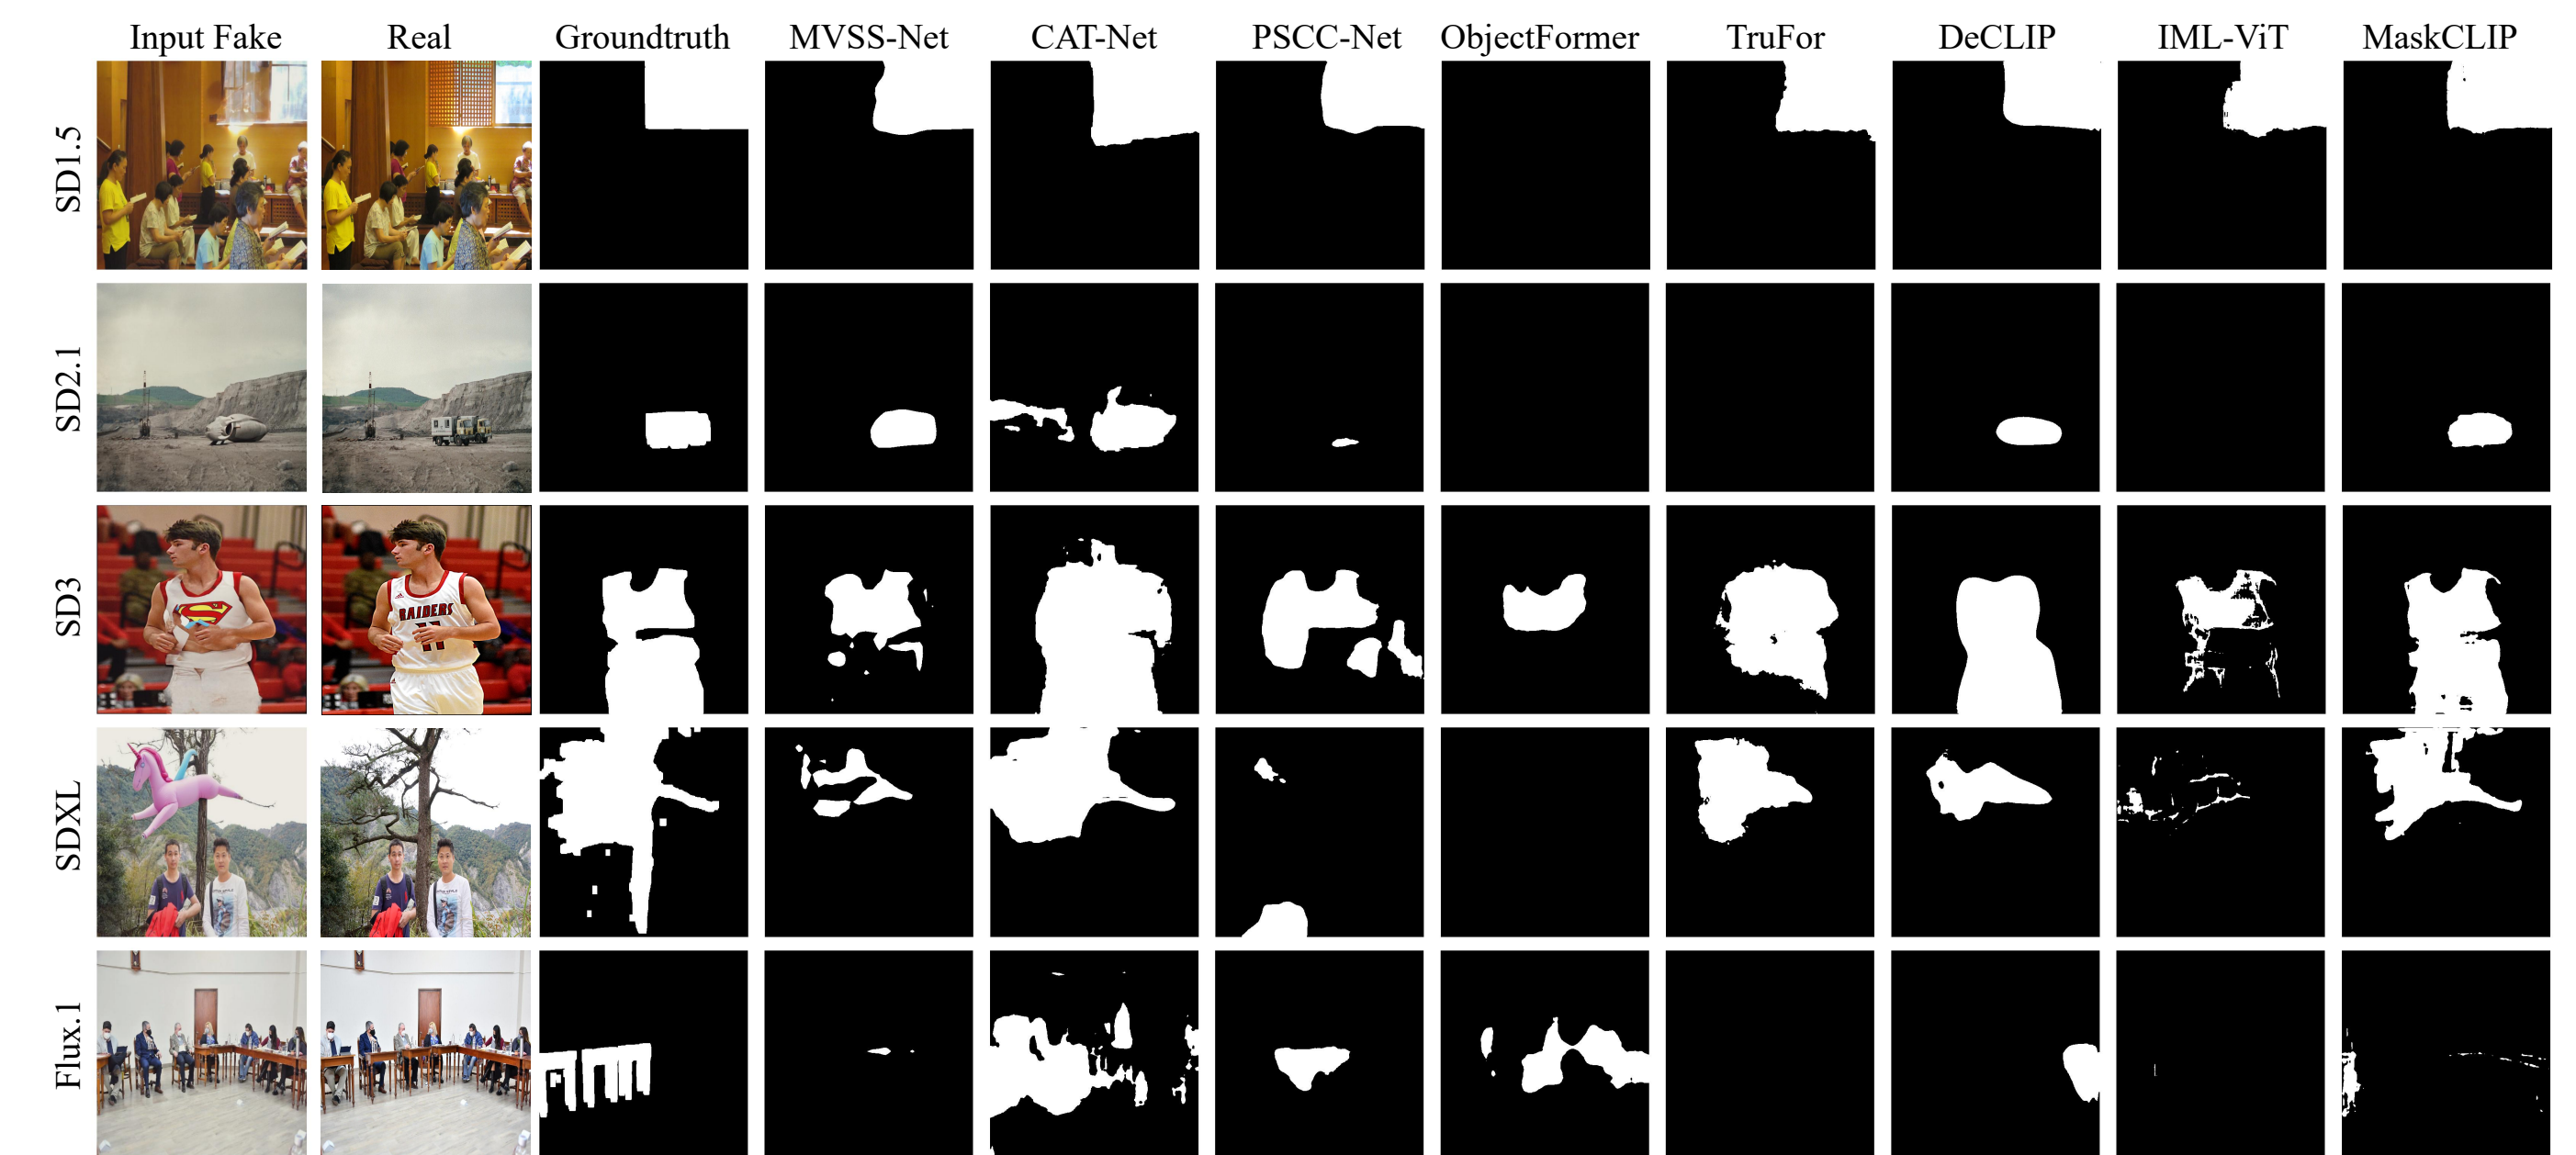 Input Fake Real Groundtruth MVSS-Net CAT-Net PSCC-Net ObjectFormer TruFor DeCLIP IML-ViT MaskCLIP
SD1.5
SD2.1
SD3
RAIDERS
SDXL
Flux.1